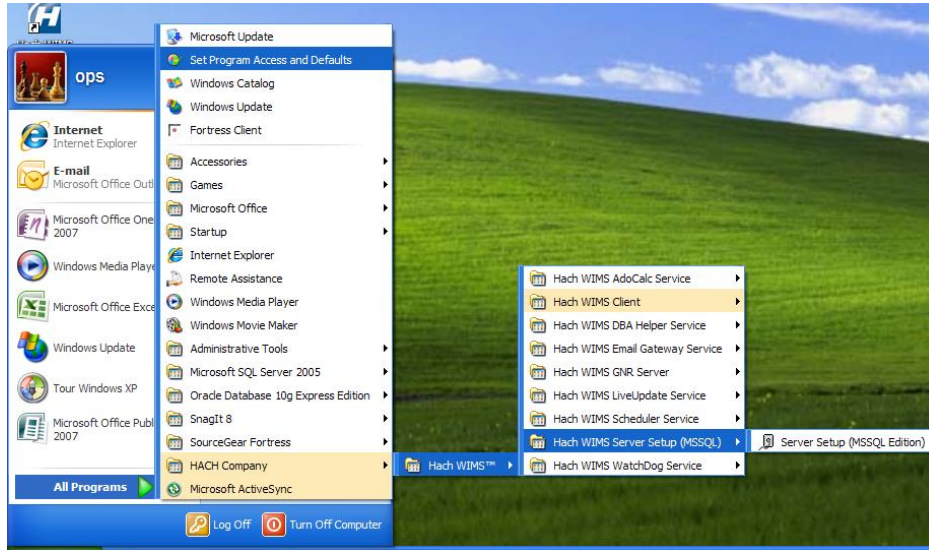 ops
Internet
Internet Explorer
E-mail
Microsoft Office Outl
Microsoft Office One
2007
Windows Media Playe
Microsoft Office Exce
Windows Update
Tour Windows XP
Microsoft Office Publ
2007
All Programs
Log Off
Turn Off Computer
Microsoft Update
Set Program Access and Defaults
Windows Catalog
Windows Update
Fortress Client
Accessories
Games
Microsoft Office
Startup
Internet Explorer
Remote Assistance
Windows Media Player
Windows Movie Maker
Administrative Tools
Microsoft SQL Server 2005
Oracle Database 10g Express Edition
SnagIt 8
SourceGear Fortress
HACH Company
Microsoft ActiveSync
Hach WIMS™
Hach WIMS AdoCalc Service
Hach WIMS Client
Hach WIMS DBA Helper Service
Hach WIMS Email Gateway Service
Hach WIMS GNR Server
Hach WIMS LiveUpdate Service
Hach WIMS Scheduler Service
Hach WIMS Server Setup (MSSQL)
Hach WIMS WatchDog Service
Server Setup (MSSQL Edition)